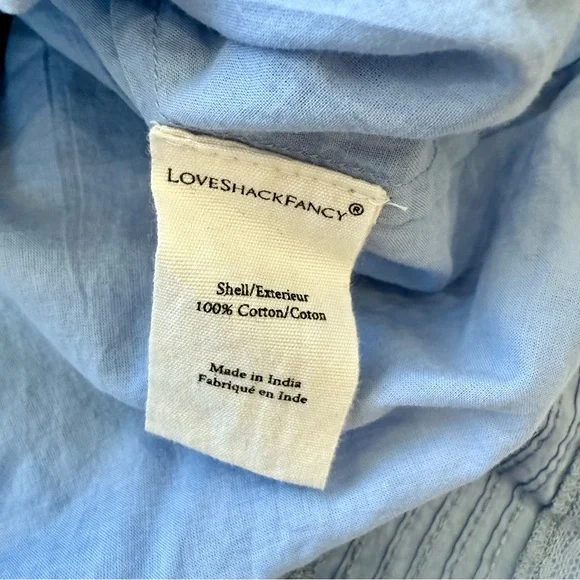 LOVESHACKFANCY®
Shell/Exterieur
100% Cotton/Coton
Made in India
Fabriqué en Inde